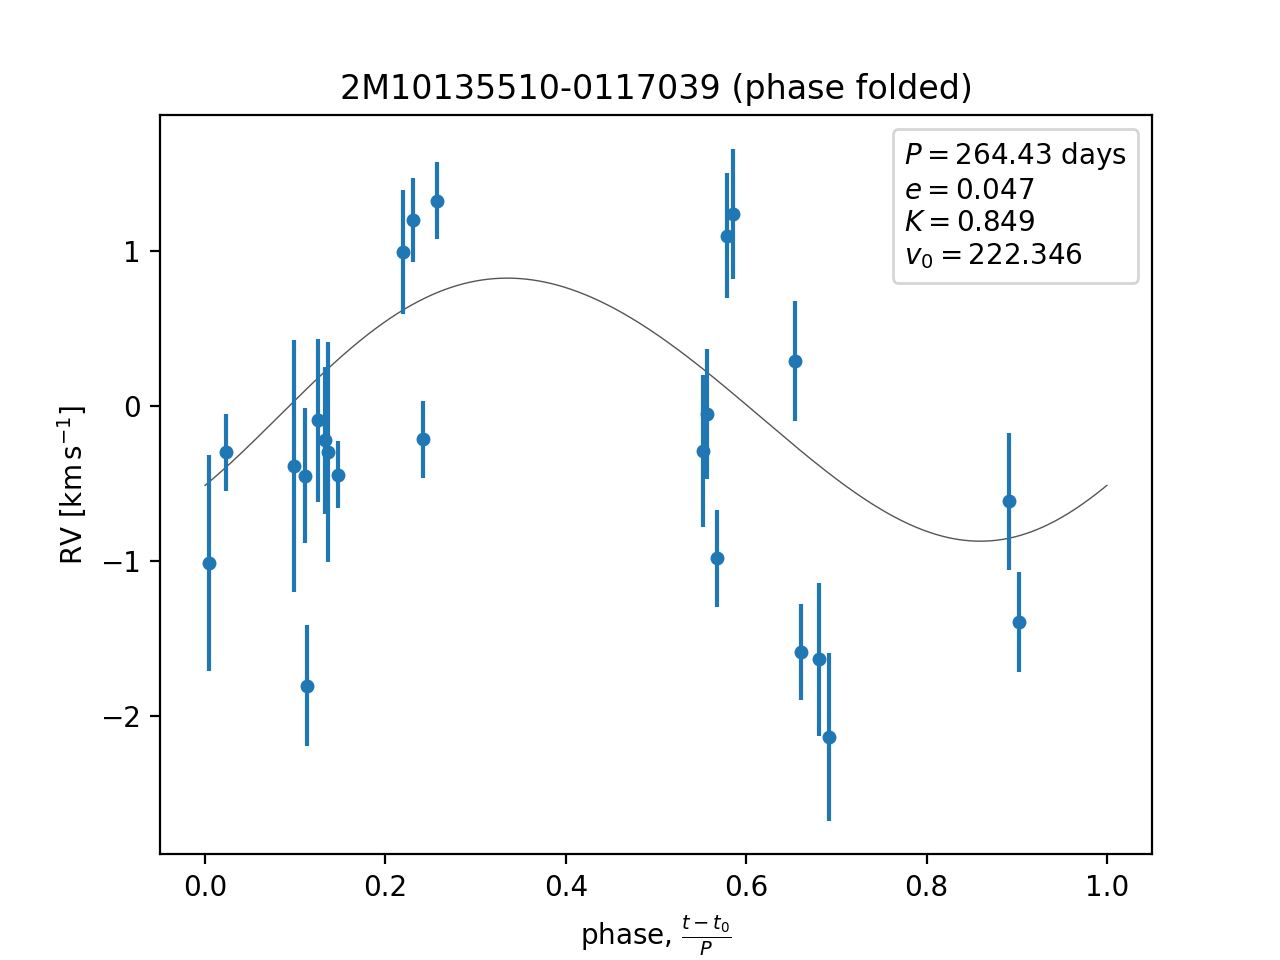 2M10135510-0117039 (phase folded)
P = 264.43 days
e = 0.047
K = 0.849
v₀ = 222.346
RV [km s⁻¹]
1
0
−1
−2
0.0 0.2 0.4 0.6 0.8 1.0
phase, (t − t₀)/P